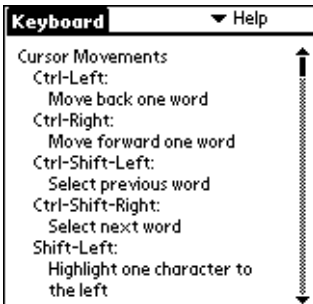 Keyboard
Help
Cursor Movements
Ctrl-Left:
Move back one word
Ctrl-Right:
Move forward one word
Ctrl-Shift-Left:
Select previous word
Ctrl-Shift-Right:
Select next word
Shift-Left:
Highlight one character to
the left